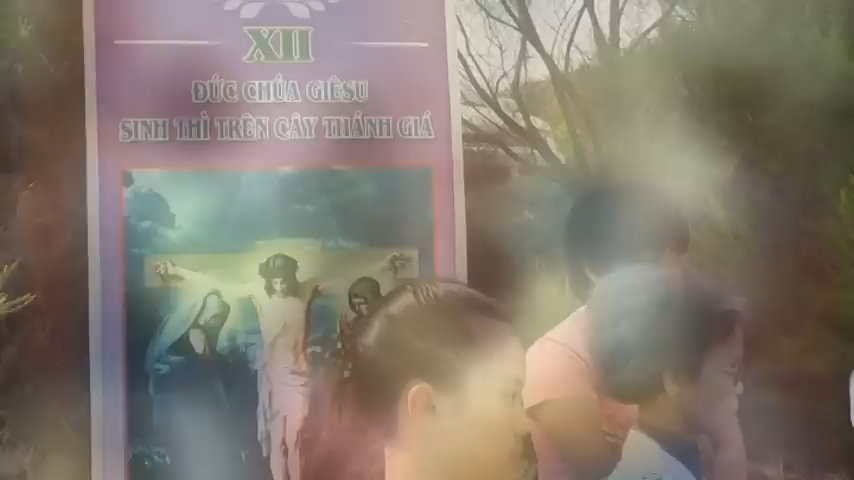 XII
ĐỨC CHÚA GIÊSU
SINH THÌ TRÊN CÂY THÁNH GIÁ